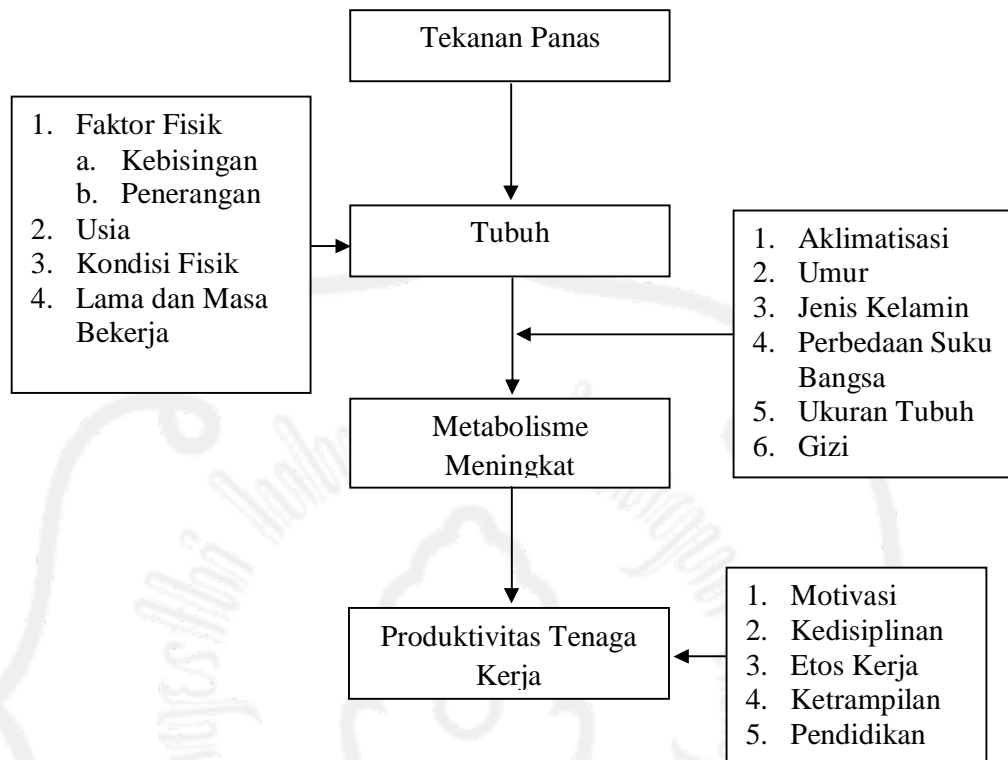 Tekanan Panas
1. Faktor Fisik
a. Kebisingan
b. Penerangan
2. Usia
3. Kondisi Fisik
4. Lama dan Masa
Bekerja
Tubuh
1. Aklimatisasi
2. Umur
3. Jenis Kelamin
4. Perbedaan Suku
Bangsa
5. Ukuran Tubuh
6. Gizi
Metabolisme
Meningkat
Produktivitas Tenaga
Kerja
1. Motivasi
2. Kedisiplinan
3. Etos Kerja
4. Ketrampilan
5. Pendidikan